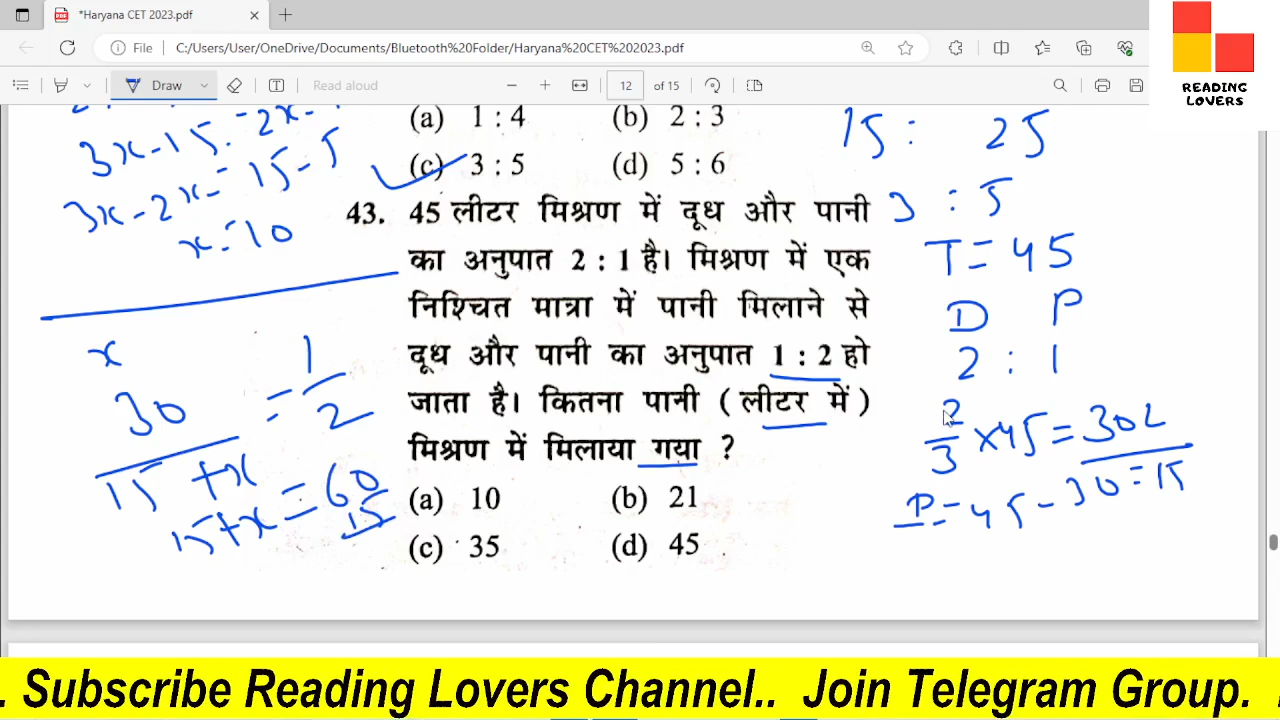 *Haryana CET 2023.pdf
File C:/Users/User/OneDrive/Documents/Bluetooth%20Folder/Haryana%20CET%202023.pdf
Draw
Read aloud
12 of 15
READING
LOVERS
3x-15=2x-
3x-2x=15-5
x=10
(a) 1 : 4 (b) 2 : 3
(c) 3 : 5 (d) 5 : 6
43. 45 लीटर मिश्रण में दूध और पानी
का अनुपात 2 : 1 है। मिश्रण में एक
निश्चित मात्रा में पानी मिलाने से
दूध और पानी का अनुपात 1 : 2 हो
जाता है। कितना पानी (लीटर में)
मिश्रण में मिलाया गया ?
(a) 10 (b) 21
(c) 35 (d) 45
x
30/15+x = 1/2
15+x = 60
15
15 : 25
3 : 5
T = 45
D P
2 : 1
2/3 × 45 = 30L
P = 45 - 30 = 15
. Subscribe Reading Lovers Channel.. Join Telegram Group.